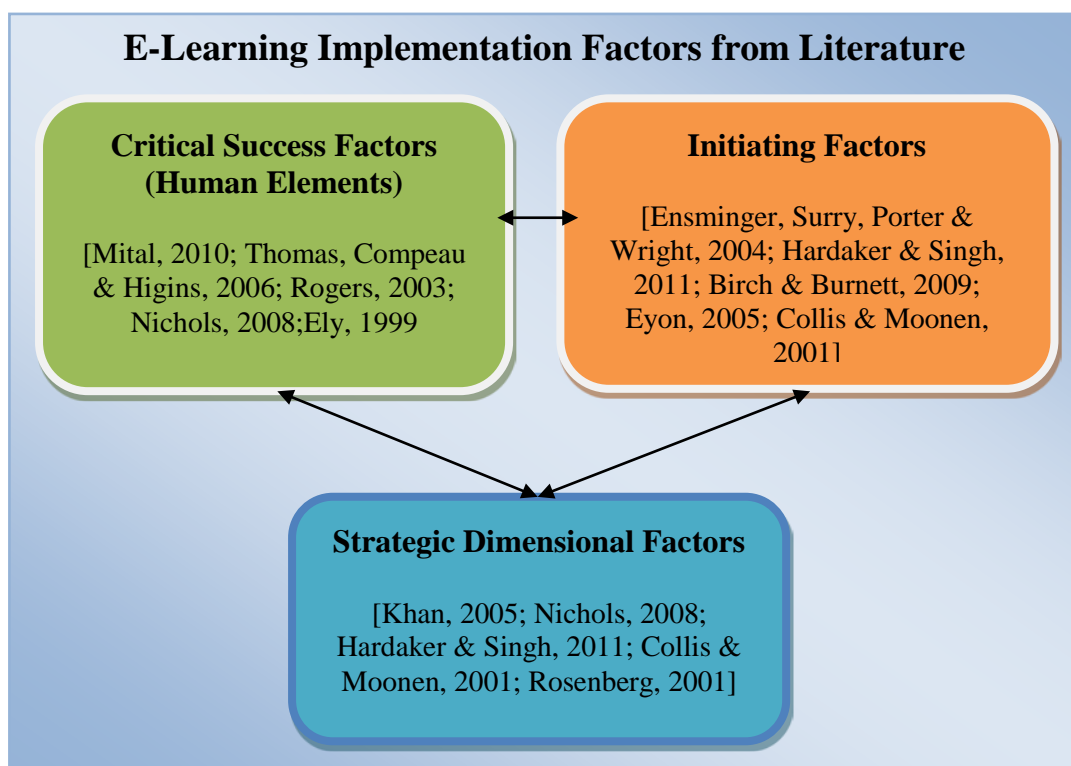 E-Learning Implementation Factors from Literature
Critical Success Factors
(Human Elements)
[Mital, 2010; Thomas, Compeau
& Higins, 2006; Rogers, 2003;
Nichols, 2008;Ely, 1999
Initiating Factors
[Ensminger, Surry, Porter &
Wright, 2004; Hardaker & Singh,
2011; Birch & Burnett, 2009;
Eyon, 2005; Collis & Moonen,
2001]
Strategic Dimensional Factors
[Khan, 2005; Nichols, 2008;
Hardaker & Singh, 2011; Collis &
Moonen, 2001; Rosenberg, 2001]